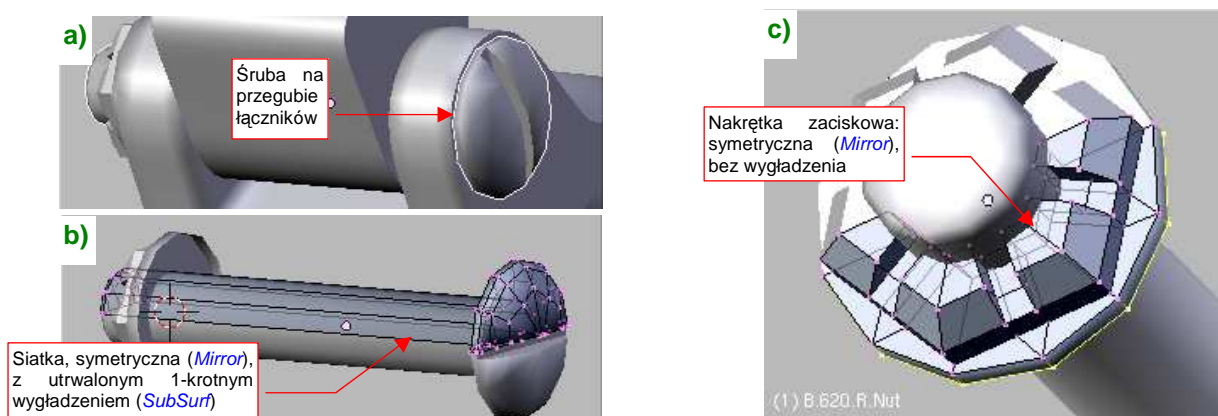 a)
Śruba na
przegubie
łączników
b)
Siatka, symetryczna (Mirror),
z utrwalonym 1-krotnym
wygładzeniem (SubSurf)
c)
Nakrętka zaciskowa:
symetryczna (Mirror),
bez wygładzenia
(1) B.620.R.Nut